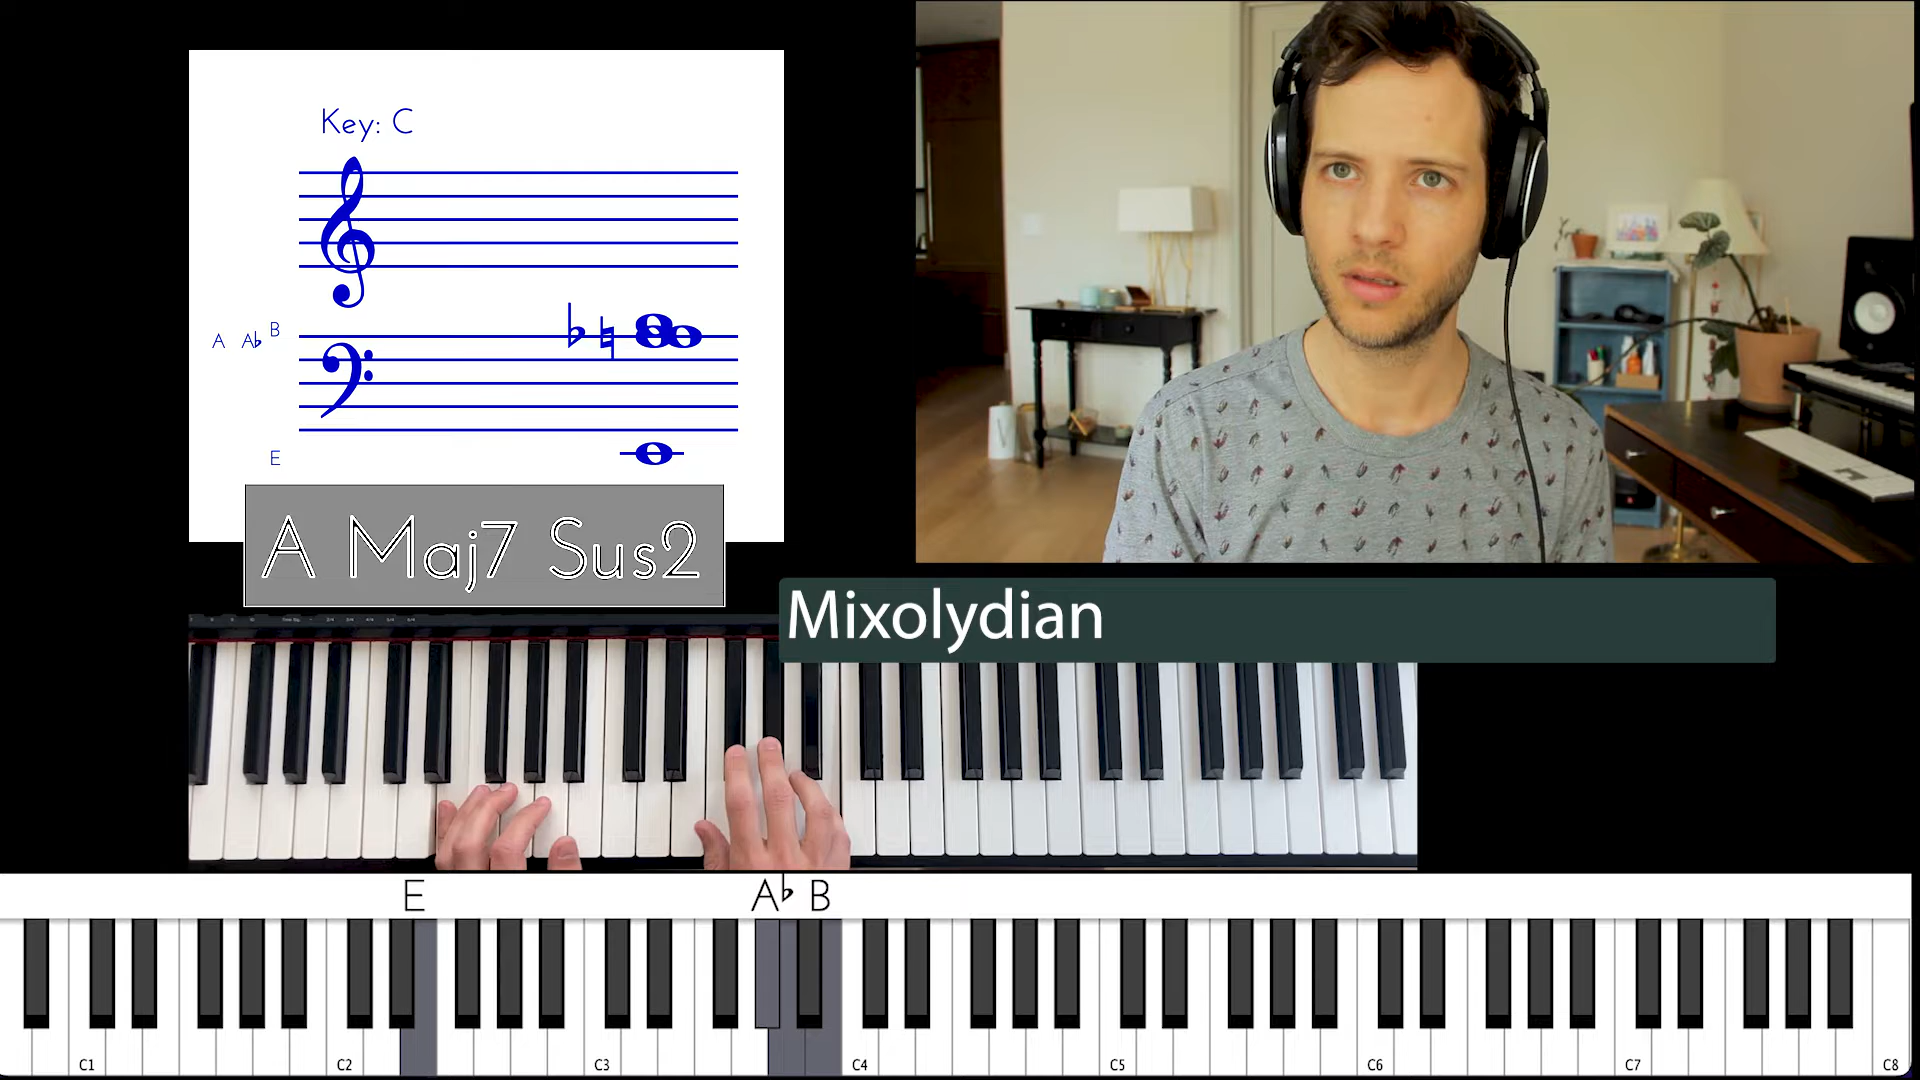 Key: C
A A♭ B
E
A Maj7 Sus2
Mixolydian
E A♭ B
C1 C2 C3 C4 C5 C6 C7 C8